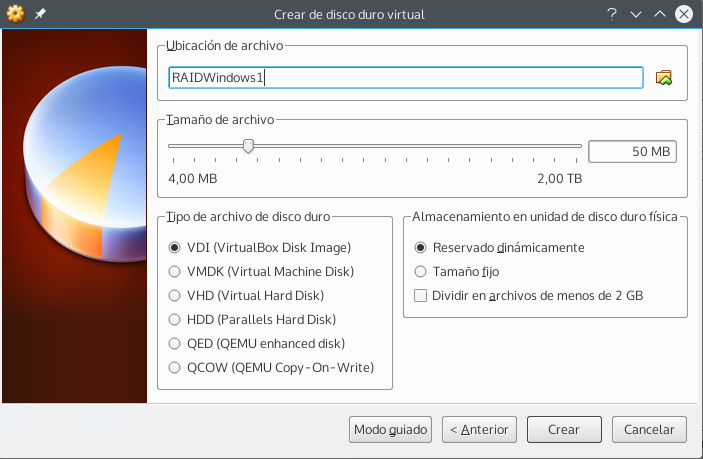 Crear de disco duro virtual
Ubicación de archivo
RAIDWindows1
Tamaño de archivo
50 MB
4,00 MB 2,00 TB
Tipo de archivo de disco duro
VDI (VirtualBox Disk Image)
VMDK (Virtual Machine Disk)
VHD (Virtual Hard Disk)
HDD (Parallels Hard Disk)
QED (QEMU enhanced disk)
QCOW (QEMU Copy-On-Write)
Almacenamiento en unidad de disco duro física
Reservado dinámicamente
Tamaño fijo
Dividir en archivos de menos de 2 GB
Modo guiado < Anterior Crear Cancelar